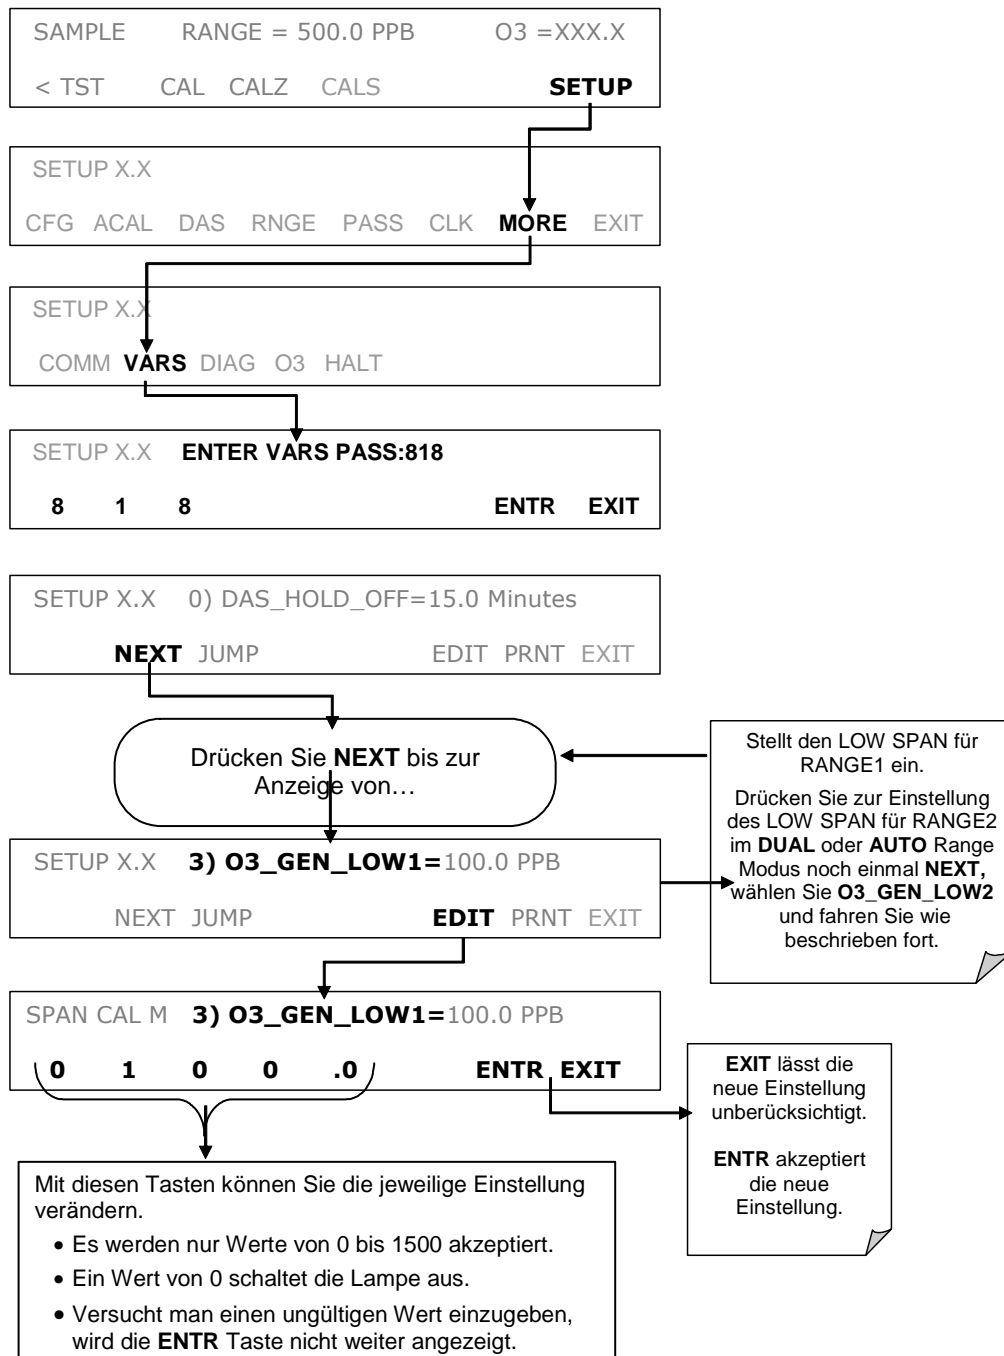 SAMPLE RANGE = 500.0 PPB O3 =XXX.X
< TST CAL CALZ CALS SETUP
SETUP X.X
CFG ACAL DAS RNGE PASS CLK MORE EXIT
SETUP X.X
COMM VARS DIAG O3 HALT
SETUP X.X ENTER VARS PASS:818
8 1 8 ENTR EXIT
SETUP X.X 0) DAS_HOLD_OFF=15.0 Minutes
NEXT JUMP EDIT PRNT EXIT
Drücken Sie NEXT bis zur
Anzeige von…
Stellt den LOW SPAN für
RANGE1 ein.
Drücken Sie zur Einstellung
des LOW SPAN für RANGE2
im DUAL oder AUTO Range
Modus noch einmal NEXT,
wählen Sie O3_GEN_LOW2
und fahren Sie wie
beschrieben fort.
SETUP X.X 3) O3_GEN_LOW1=100.0 PPB
NEXT JUMP EDIT PRNT EXIT
SPAN CAL M 3) O3_GEN_LOW1=100.0 PPB
0 1 0 0 .0 ENTR EXIT
EXIT lässt die
neue Einstellung
unberücksichtigt.
ENTR akzeptiert
die neue
Einstellung.
Mit diesen Tasten können Sie die jeweilige Einstellung
verändern.
• Es werden nur Werte von 0 bis 1500 akzeptiert.
• Ein Wert von 0 schaltet die Lampe aus.
• Versucht man einen ungültigen Wert einzugeben,
wird die ENTR Taste nicht weiter angezeigt.